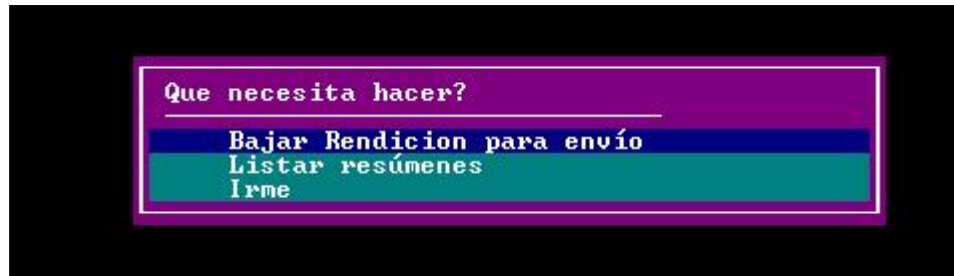 Que necesita hacer?
Bajar Rendicion para envío
Listar resúmenes
Irme